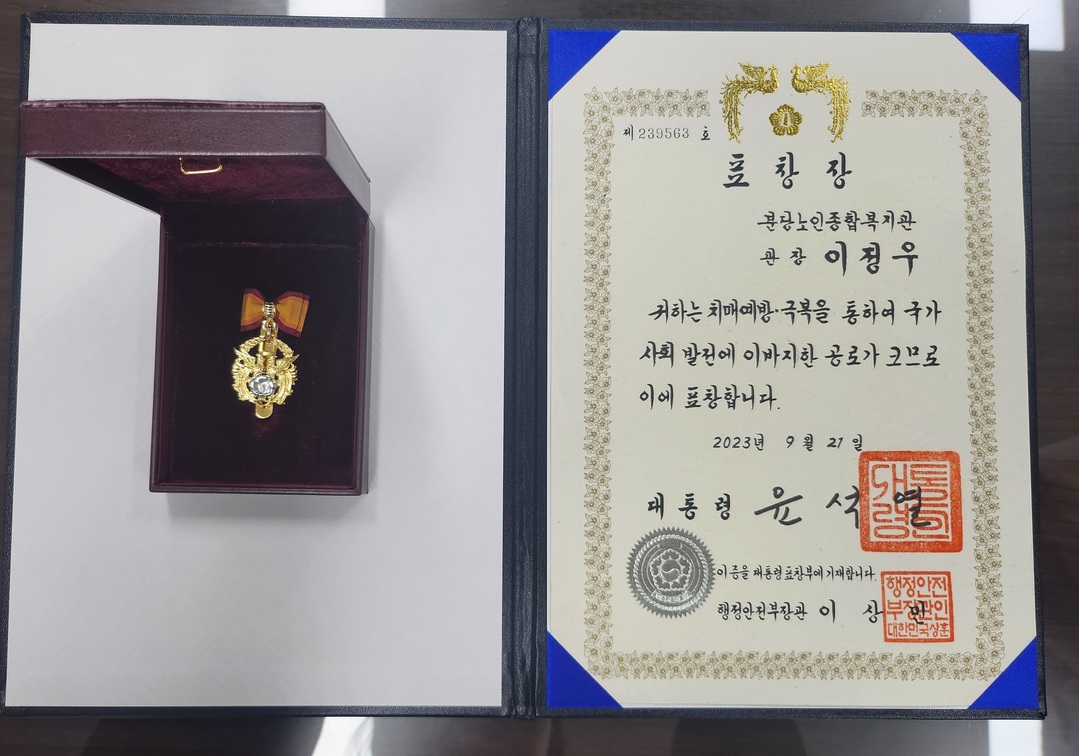 제 239563 호
표 창 장
분당노인종합복지관
관 장 이 정 우
귀하는 치매예방·극복을 통하여 국가
사회 발전에 이바지한 공로가 크므로
이에 표창합니다.
2023년 9월 21일
대 통 령 윤 석 열
대통
령인
이 증을 대통령표창부에 기재합니다.
행정안전부장관 이 상 민
행정안전
부장관인
대한민국상훈